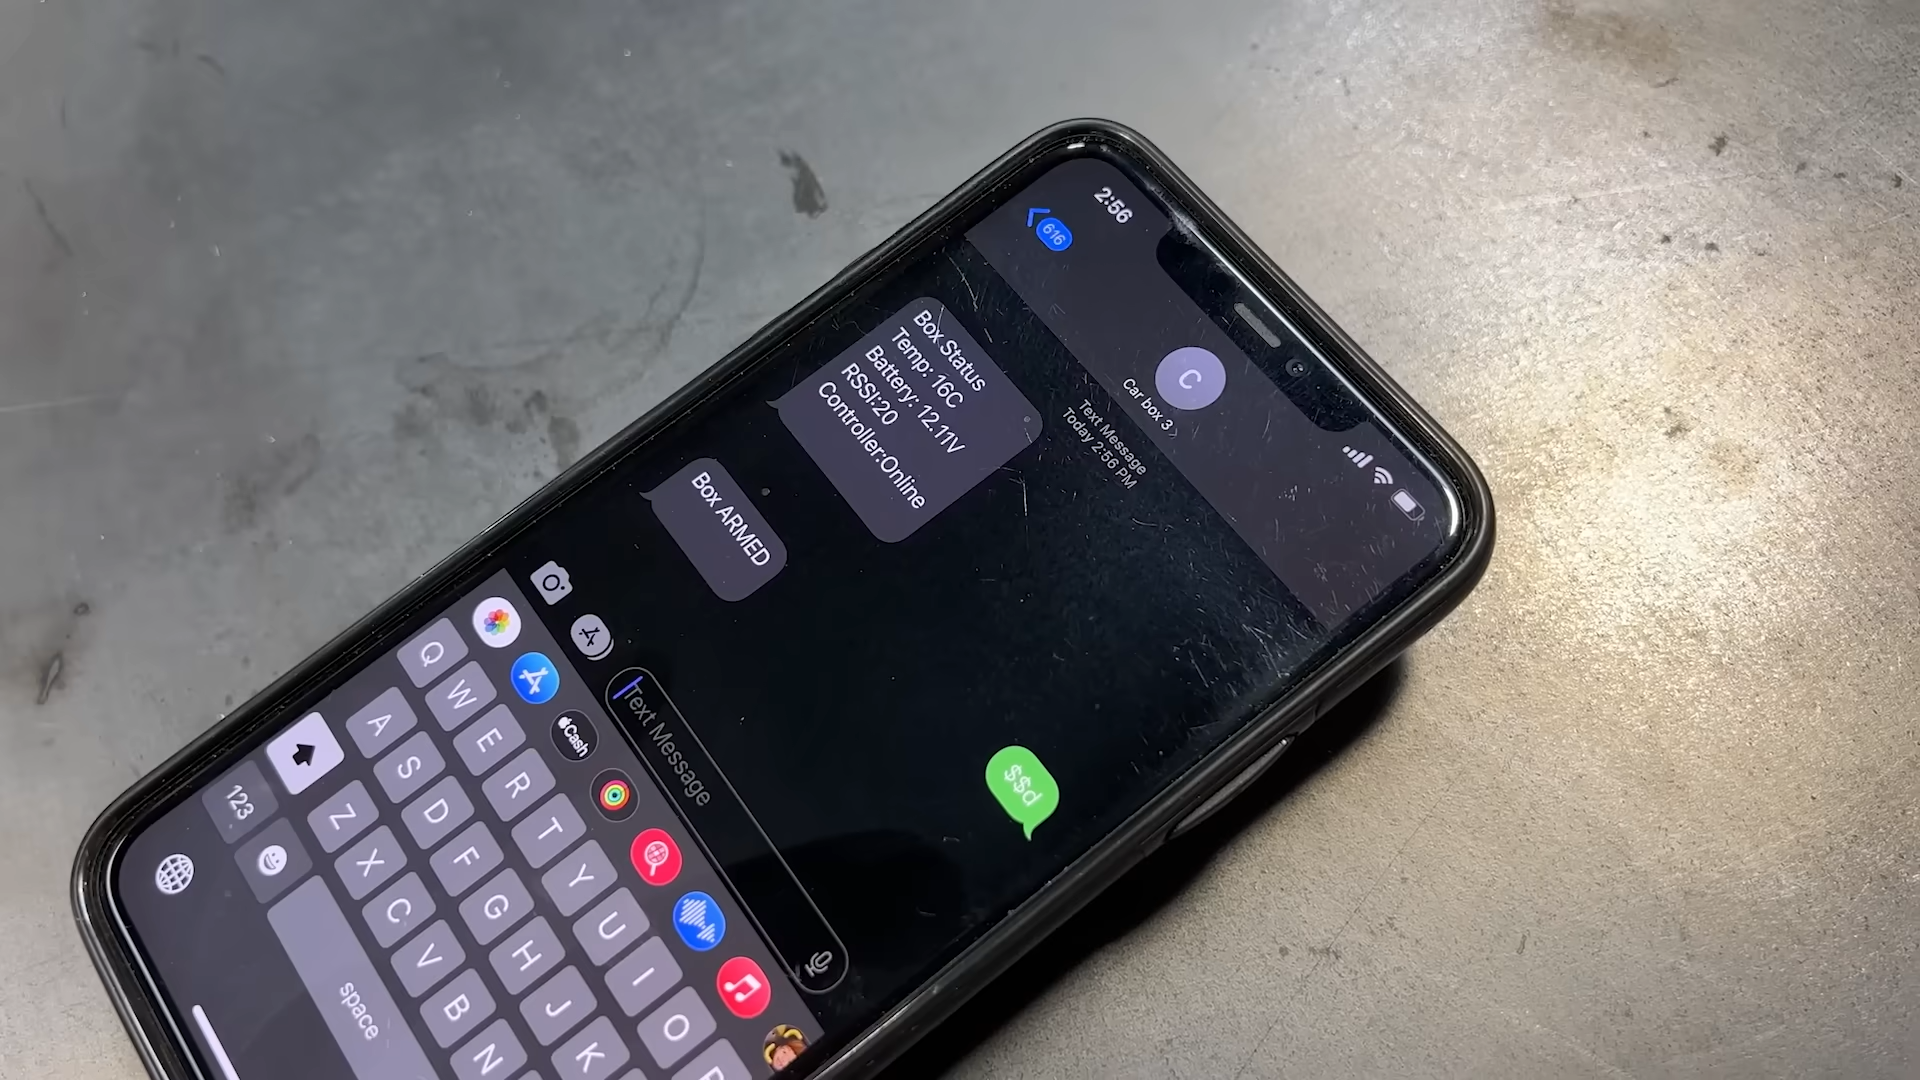 2:56
616
C
Car box 3
Text Message
Today 2:56 PM
Box Status
Temp: 16C
Battery: 12.11V
RSSI:20
Controller:Online
$$d
Box ARMED
Text Message
Cash
Q W E R T Y U I O P
A S D F G H J K
Z X C V B N
123
space